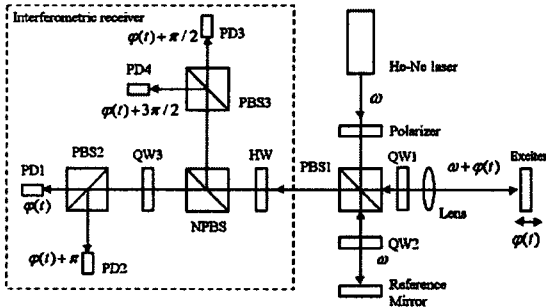 Interferometric receiver
φ(t)+π/2
PD3
PD4
φ(t)+3π/2
PBS3
He-Ne laser
ω
Polarizer
PBS2
QW3
HW
PBS1
QW1
ω+φ(t)
Exciter
PD1
φ(t)
NPBS
Lens
φ(t)
ω
QW2
φ(t)+π
PD2
Reference
Mirror